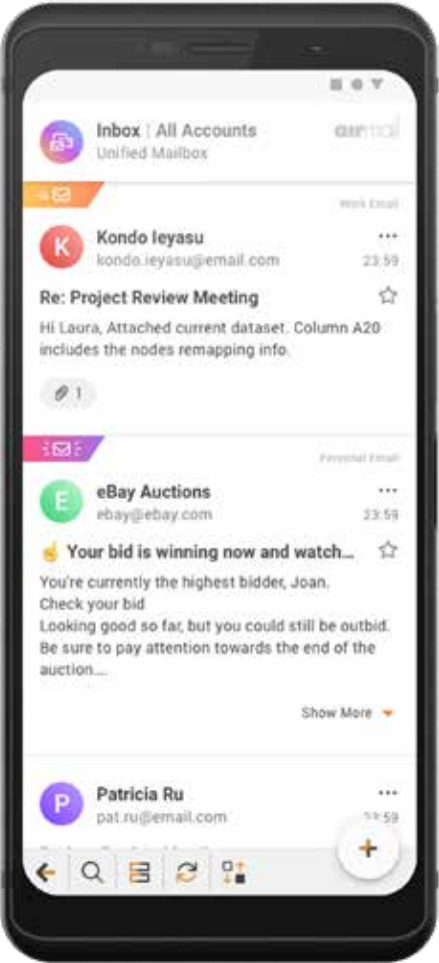 Inbox | All Accounts
airmail
Unified Mailbox
Work Email
K
Kondo Ieyasu
kondo.ieyasu@email.com
23:59
Re: Project Review Meeting
Hi Laura, Attached current dataset. Column A20
includes the nodes remapping info.
1
Personal Email
E
eBay Auctions
ebay@ebay.com
23:59
☝ Your bid is winning now and watch...
You're currently the highest bidder, Joan.
Check your bid
Looking good so far, but you could still be outbid.
Be sure to pay attention towards the end of the
auction....
Show More
P
Patricia Ru
pat.ru@email.com
23:59